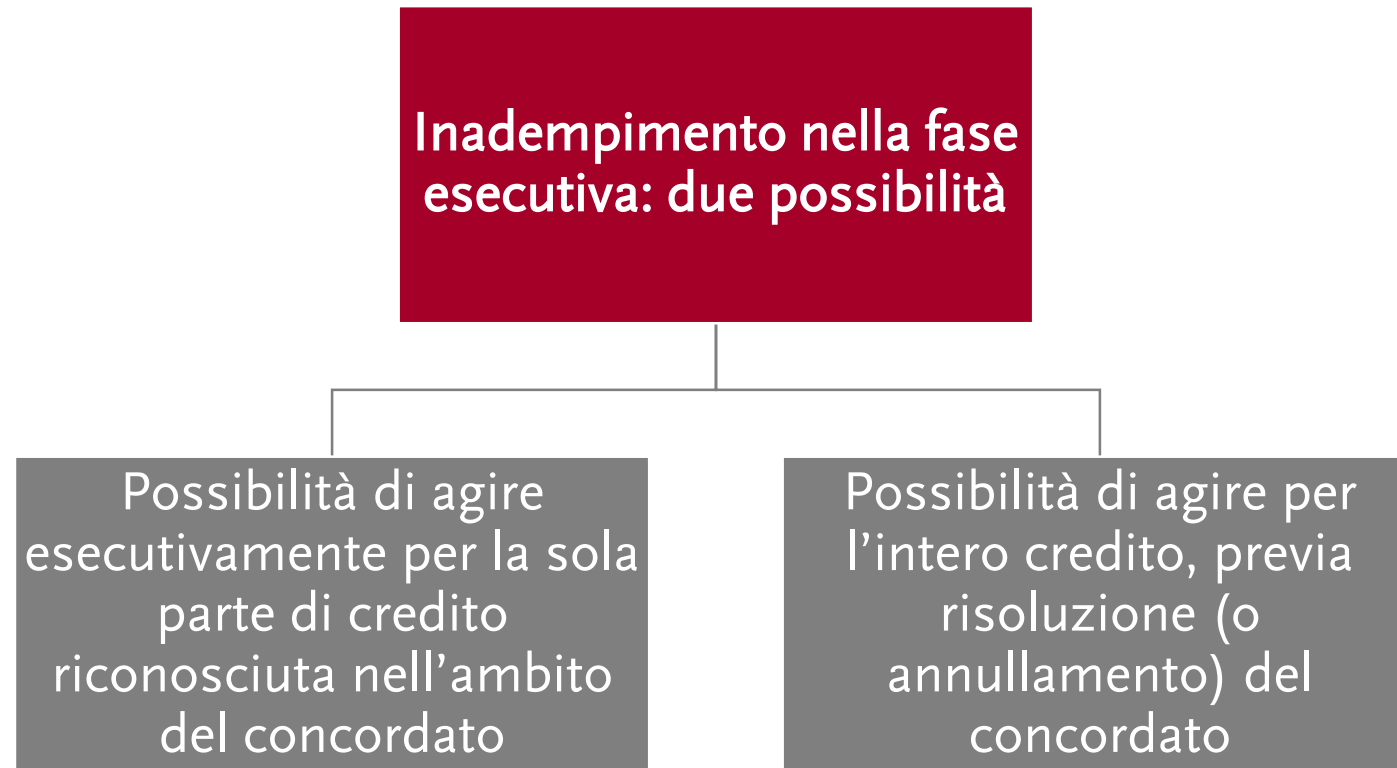 Inadempimento nella fase
esecutiva: due possibilità
Possibilità di agire
esecutivamente per la sola
parte di credito
riconosciuta nell’ambito
del concordato
Possibilità di agire per
l’intero credito, previa
risoluzione (o
annullamento) del
concordato